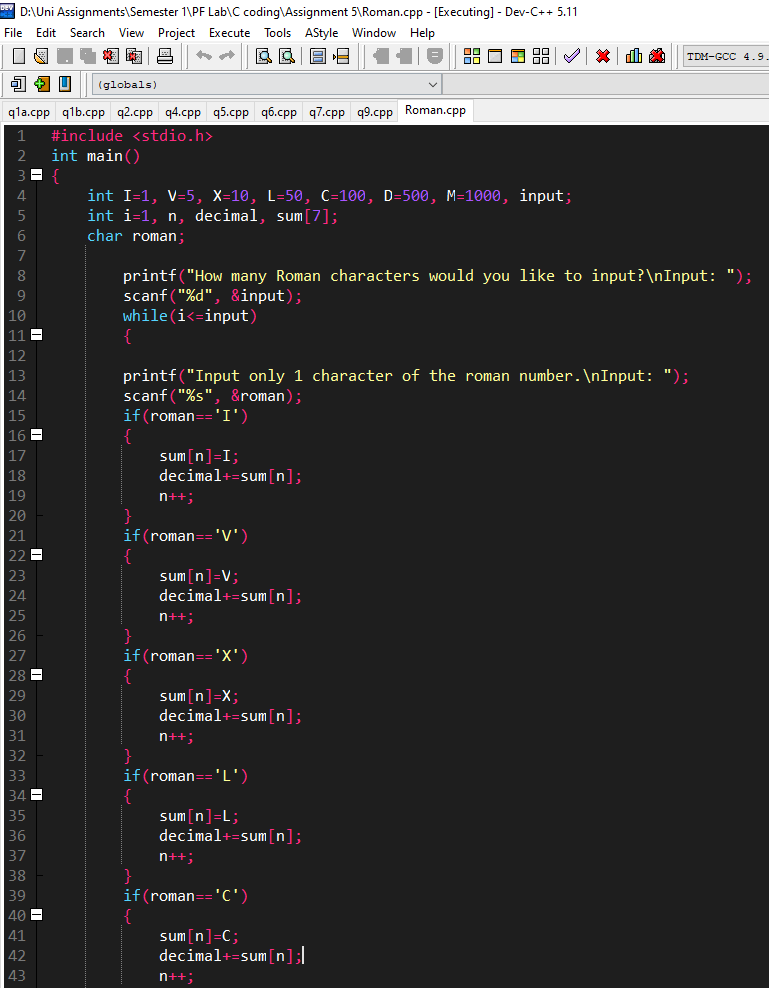 D:\Uni Assignments\Semester 1\PF Lab\C coding\Assignment 5\Roman.cpp - [Executing] - Dev-C++ 5.11
File Edit Search View Project Execute Tools AStyle Window Help
TDM-GCC 4.9.
(globals)
q1a.cpp q1b.cpp q2.cpp q4.cpp q5.cpp q6.cpp q7.cpp q9.cpp Roman.cpp
1 #include <stdio.h>
2 int main()
3 {
4 int I=1, V=5, X=10, L=50, C=100, D=500, M=1000, input;
5 int i=1, n, decimal, sum[7];
6 char roman;
7
8 printf("How many Roman characters would you like to input?\nInput: ");
9 scanf("%d", &input);
10 while(i<=input)
11 {
12
13 printf("Input only 1 character of the roman number.\nInput: ");
14 scanf("%s", &roman);
15 if(roman=='I')
16 {
17 sum[n]=I;
18 decimal+=sum[n];
19 n++;
20 }
21 if(roman=='V')
22 {
23 sum[n]=V;
24 decimal+=sum[n];
25 n++;
26 }
27 if(roman=='X')
28 {
29 sum[n]=X;
30 decimal+=sum[n];
31 n++;
32 }
33 if(roman=='L')
34 {
35 sum[n]=L;
36 decimal+=sum[n];
37 n++;
38 }
39 if(roman=='C')
40 {
41 sum[n]=C;
42 decimal+=sum[n];
43 n++;